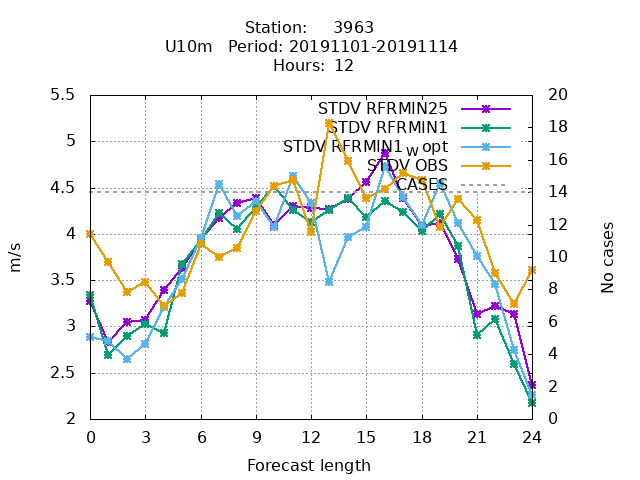 Station:     3963
U10m   Period: 20191101-20191114
Hours: 12
5.5
5
4.5
4
3.5
3
2.5
2
m/s
STDV RFRMIN25
STDV RFRMIN1
STDV RFRMIN1_w opt
STDV OBS
CASES
20
18
16
14
12
10
8
6
4
2
0
No cases
0 3 6 9 12 15 18 21 24
Forecast length